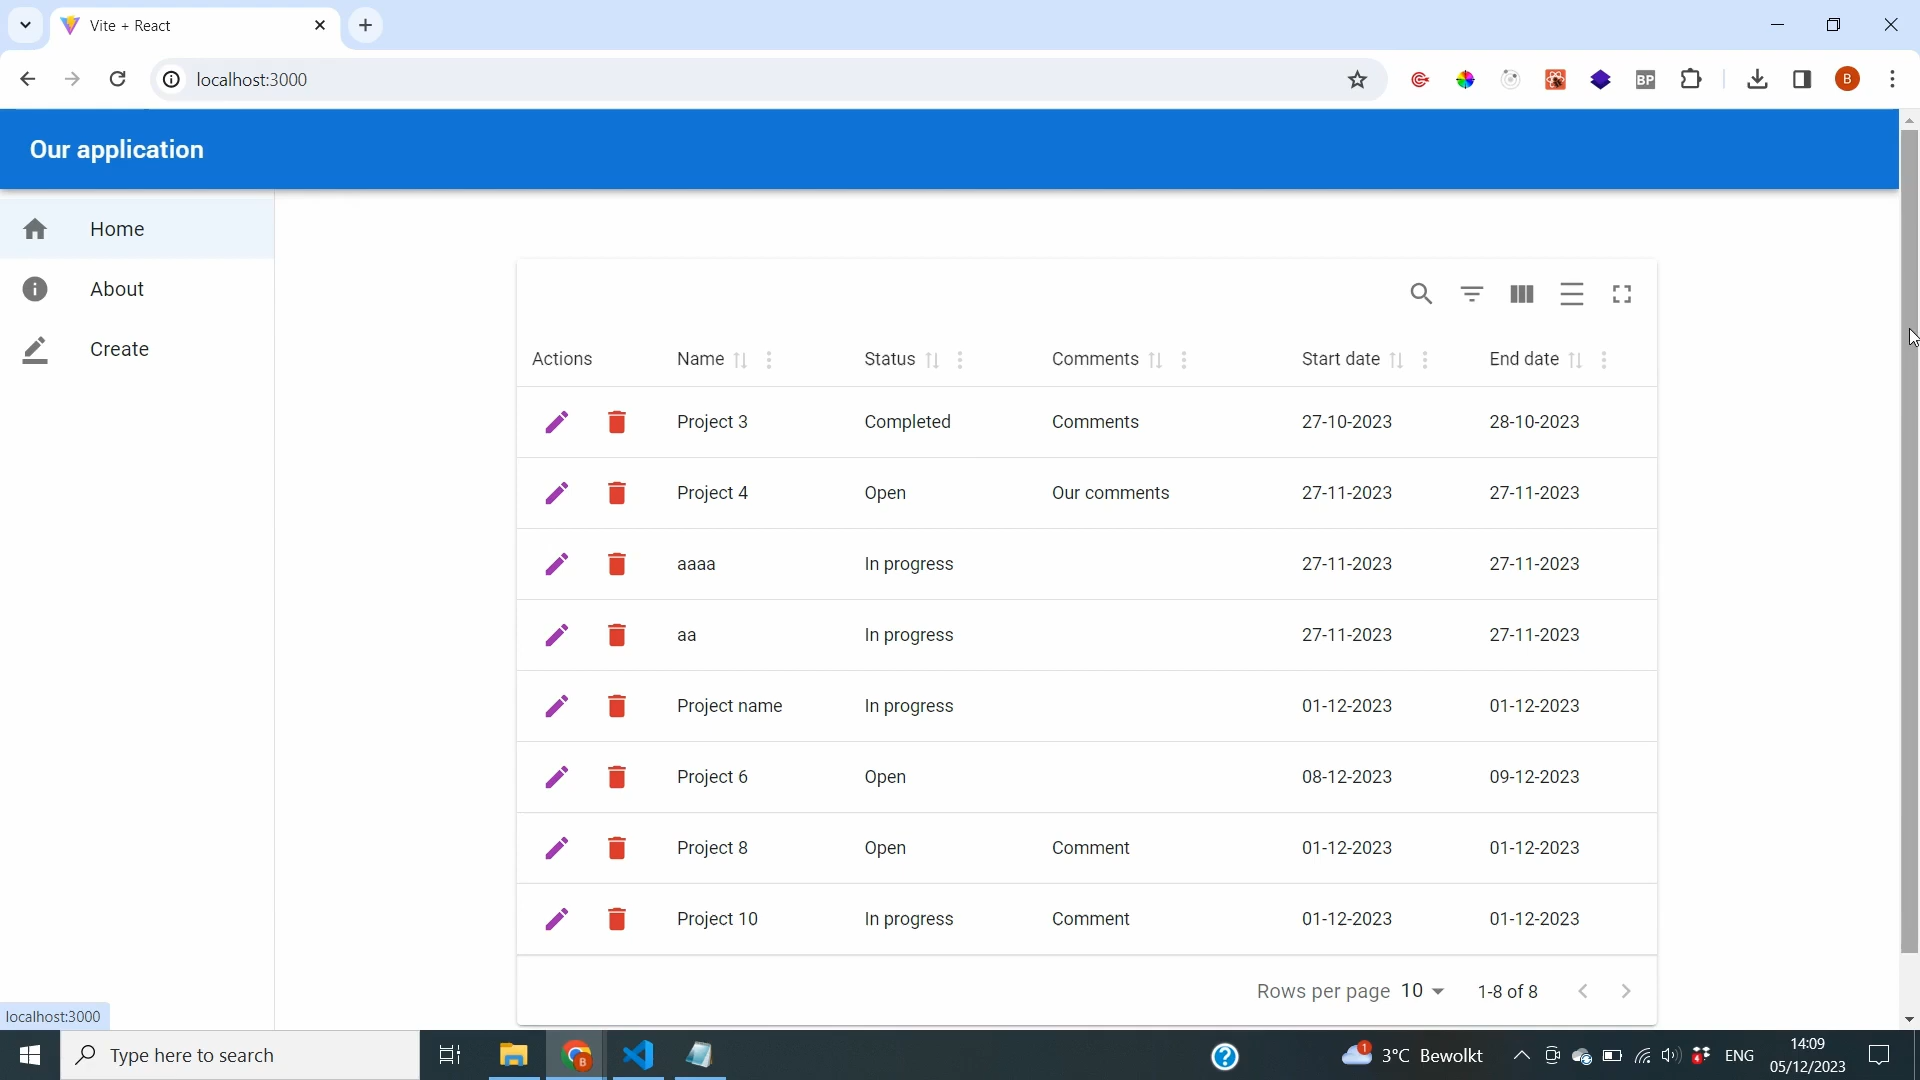 Vite + React
localhost:3000
BP
B
Our application
Home
About
Create
Actions Name Status Comments Start date End date
Project 3 Completed Comments 27-10-2023 28-10-2023
Project 4 Open Our comments 27-11-2023 27-11-2023
aaaa In progress 27-11-2023 27-11-2023
aa In progress 27-11-2023 27-11-2023
Project name In progress 01-12-2023 01-12-2023
Project 6 Open 08-12-2023 09-12-2023
Project 8 Open Comment 01-12-2023 01-12-2023
Project 10 In progress Comment 01-12-2023 01-12-2023
Rows per page 10 1-8 of 8
localhost:3000
Type here to search
B
1
3°C Bewolkt
4
ENG
14:09
05/12/2023